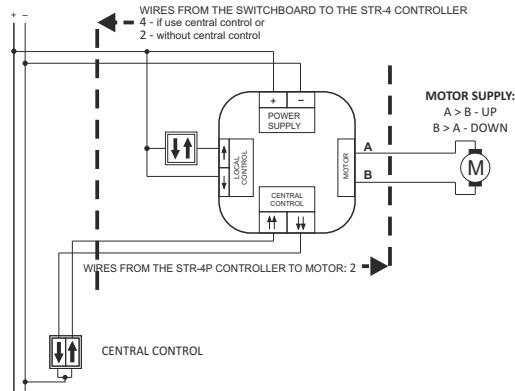 + –
WIRES FROM THE SWITCHBOARD TO THE STR-4 CONTROLLER
4 - if use central control or
2 - without central control
+ –
POWER
SUPPLY
MOTOR SUPPLY:
A > B - UP
B > A - DOWN
LOCAL
CONTROL
MOTOR
A
B
M
CENTRAL
CONTROL
WIRES FROM THE STR-4P CONTROLLER TO MOTOR: 2
CENTRAL CONTROL